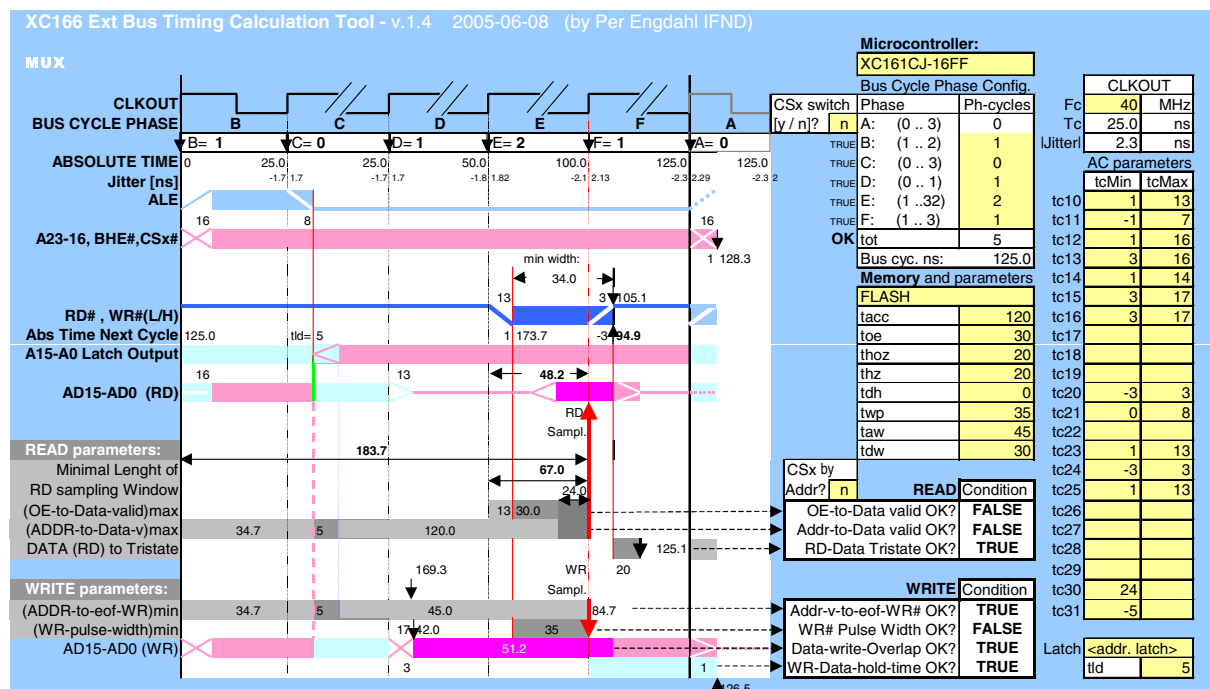 XC166 Ext Bus Timing Calculation Tool - v.1.4 2005-06-08 (by Per Engdahl IFND)
Microcontroller:
MUX
XC161CJ-16FF
Bus Cycle Phase Config. CLKOUT
CLKOUT CSx switch Phase Ph-cycles Fc 40 MHz
BUS CYCLE PHASE B C D E F A [y / n]? n A: (0 .. 3) 0 Tc 25.0 ns
B= 1 C= 0 D= 1 E= 2 F= 1 A= 0 TRUE B: (1 .. 2) 1 lJitterl 2.3 ns
ABSOLUTE TIME 0 25.0 25.0 50.0 100.0 125.0 125.0 TRUE C: (0 .. 3) 0 AC parameters
Jitter [ns] -1.7 1.7 -1.7 1.7 -1.8 1.82 -2.1 2.13 -2.3 2.29 -2.3 2 TRUE D: (0 .. 1) 1 tcMin tcMax
ALE TRUE E: (1 ..32) 2 tc10 1 13
16 8 16 TRUE F: (1 .. 3) 1 tc11 -1 7
A23-16, BHE#,CSx# OK tot 5 tc12 1 16
1 128.3 Bus cyc. ns: 125.0 tc13 3 16
min width: Memory and parameters tc14 1 14
34.0 FLASH tc15 3 17
13 3 105.1
RD# , WR#(L/H) tacc 120 tc16 3 17
Abs Time Next Cycle 125.0 tld= 5 1 173.7 -3 94.9 toe 30 tc17
A15-A0 Latch Output thoz 20 tc18
16 13 48.2 thz 20 tc19
AD15-AD0 (RD) tdh 0 tc20 -3 3
RD twp 35 tc21 0 8
Sampl. taw 45 tc22
READ parameters: 183.7 tdw 30 tc23 1 13
Minimal Lenght of 67.0 CSx by tc24 -3 3
RD sampling Window 24.0 Addr? n READ Condition tc25 1 13
(OE-to-Data-valid)max 13 30.0 OE-to-Data valid OK? FALSE tc26
(ADDR-to-Data-v)max 34.7 5 120.0 Addr-to-Data valid OK? FALSE tc27
DATA (RD) to Tristate 125.1 RD-Data Tristate OK? TRUE tc28
169.3 WR 20 tc29
WRITE parameters: Sampl. WRITE Condition tc30 24
(ADDR-to-eof-WR)min 34.7 5 45.0 84.7 Addr-v-to-eof-WR# OK? TRUE tc31 -5
(WR-pulse-width)min 17 42.0 35 WR# Pulse Width OK? FALSE
AD15-AD0 (WR) 51.2 Data-write-Overlap OK? TRUE Latch <addr. latch>
3 1 WR-Data-hold-time OK? TRUE tld 5
126.5